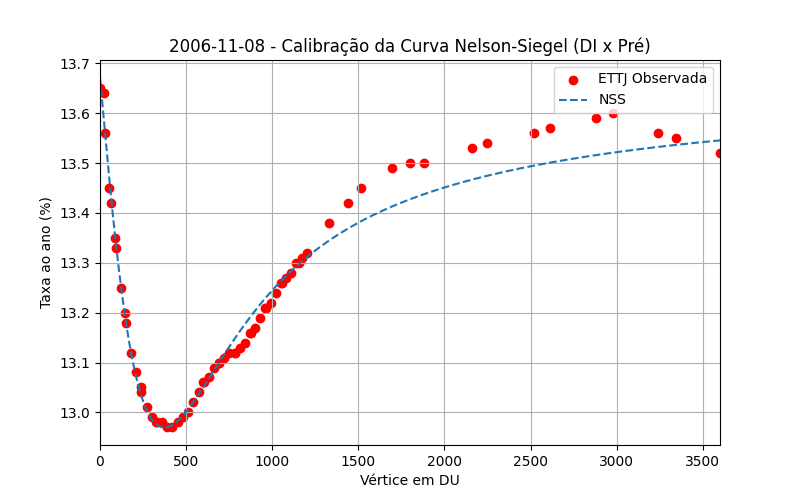 2006-11-08 - Calibração da Curva Nelson-Siegel (DI x Pré)
ETTJ Observada
NSS
Taxa ao ano (%)
13.7
13.6
13.5
13.4
13.3
13.2
13.1
13.0
0 500 1000 1500 2000 2500 3000 3500
Vértice em DU